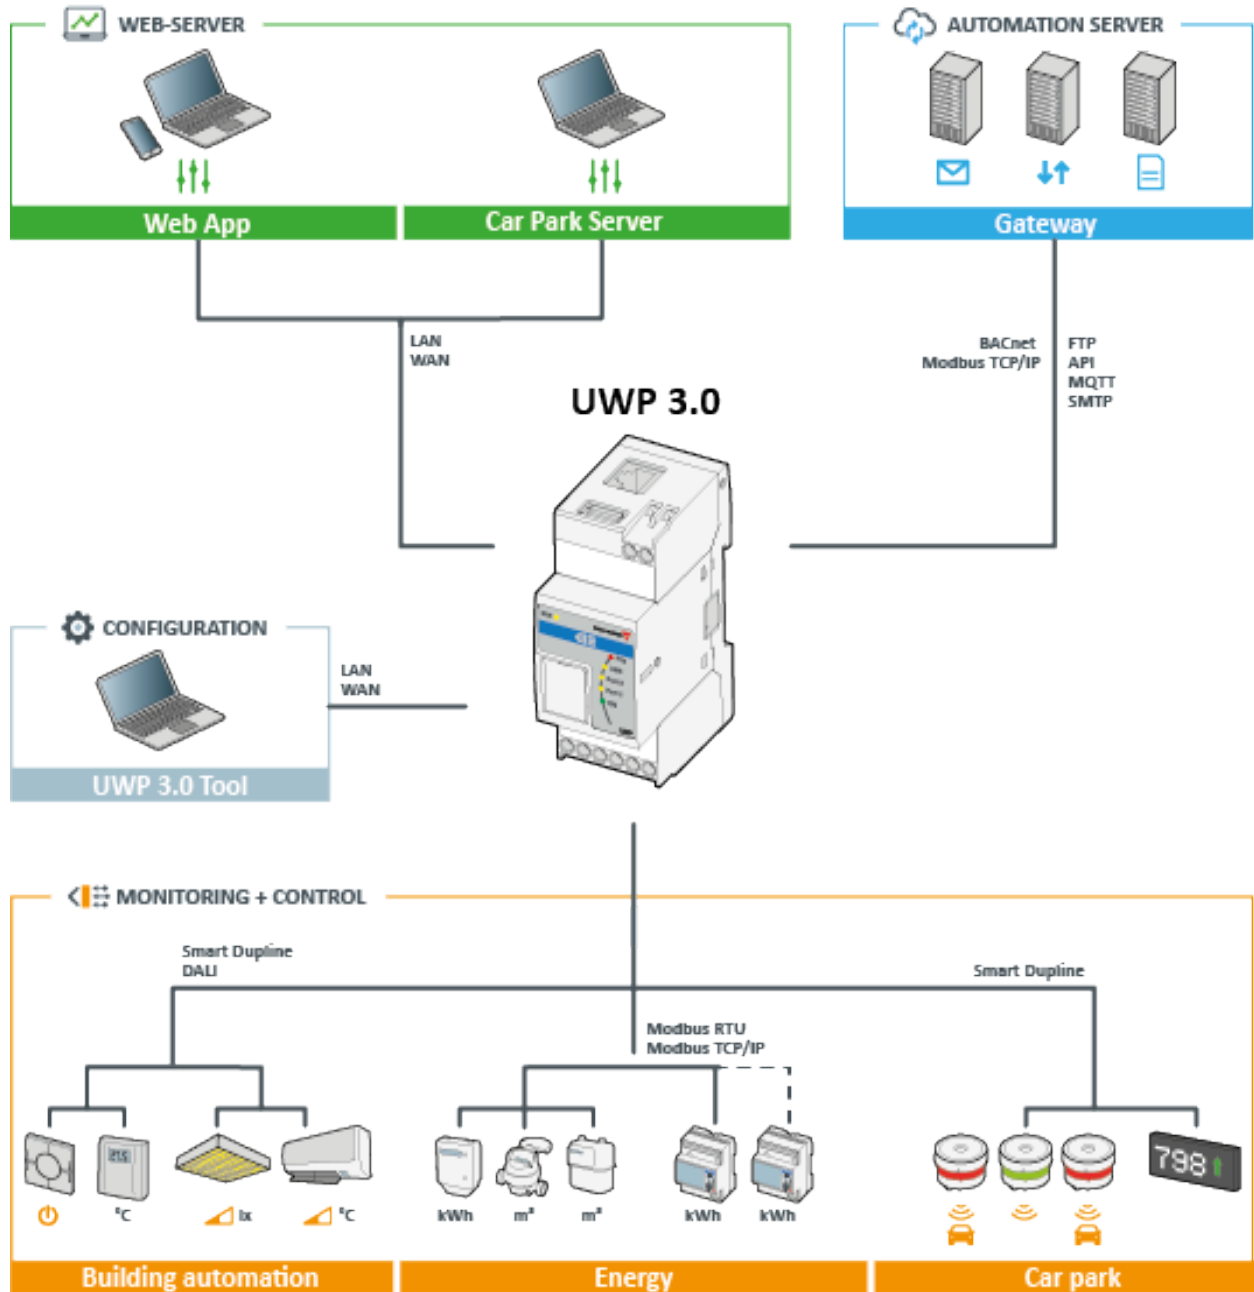 WEB-SERVER
AUTOMATION SERVER
Web App
Car Park Server
Gateway
LAN
WAN
BACnet
Modbus TCP/IP
FTP
API
MQTT
SMTP
UWP 3.0
CONFIGURATION
LAN
WAN
UWP 3.0 Tool
MONITORING + CONTROL
Smart Dupline
DALI
Smart Dupline
Modbus RTU
Modbus TCP/IP
798
°C
lx
°C
kWh
m³
m³
kWh
kWh
Building automation
Energy
Car park